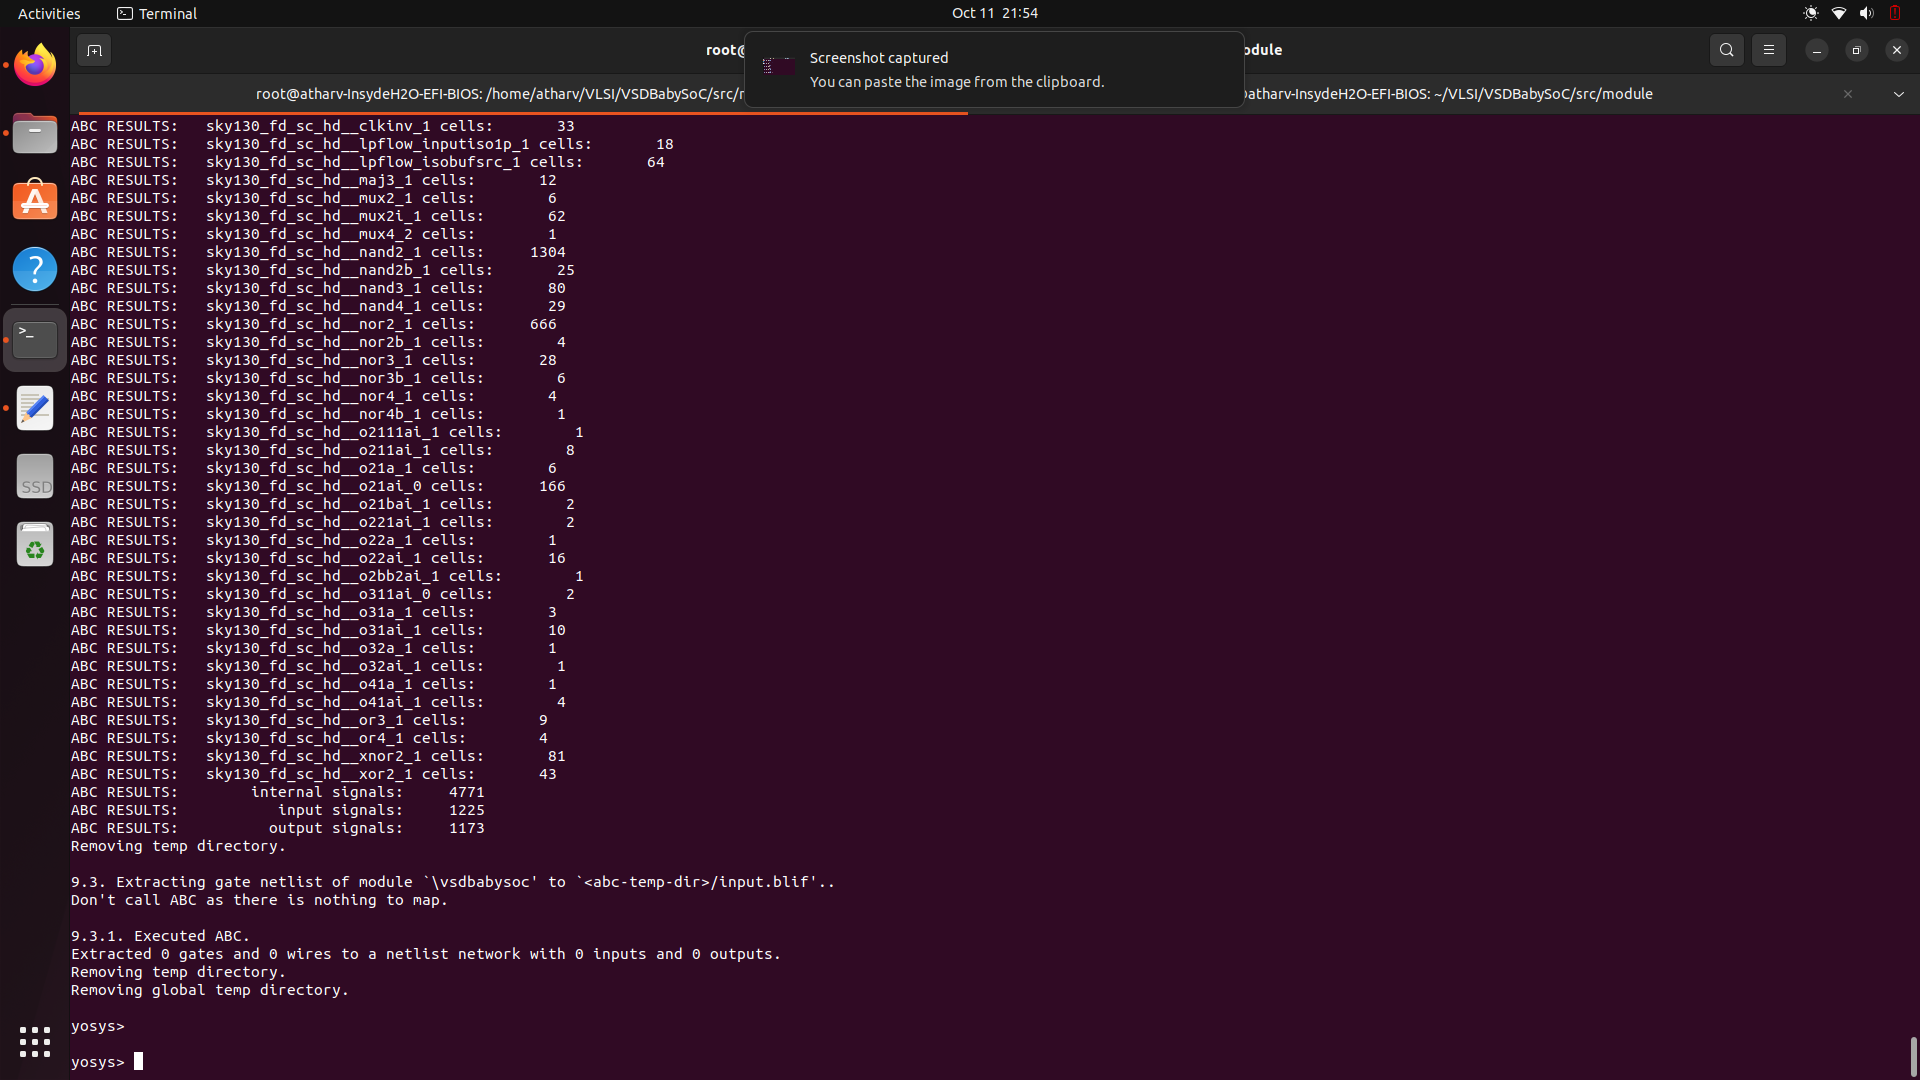 Activities
Terminal
Oct 11 21:54
root@
odule
Screenshot captured
You can paste the image from the clipboard.
root@atharv-InsydeH2O-EFI-BIOS: /home/atharv/VLSI/VSDBabySoC/src/
atharv-InsydeH2O-EFI-BIOS: ~/VLSI/VSDBabySoC/src/module
ABC RESULTS:   sky130_fd_sc_hd__clkinv_1 cells:       33
ABC RESULTS:   sky130_fd_sc_hd__lpflow_inputiso1p_1 cells:       18
ABC RESULTS:   sky130_fd_sc_hd__lpflow_isobufsrc_1 cells:       64
ABC RESULTS:   sky130_fd_sc_hd__maj3_1 cells:       12
ABC RESULTS:   sky130_fd_sc_hd__mux2_1 cells:        6
ABC RESULTS:   sky130_fd_sc_hd__mux2i_1 cells:       62
ABC RESULTS:   sky130_fd_sc_hd__mux4_2 cells:        1
ABC RESULTS:   sky130_fd_sc_hd__nand2_1 cells:     1304
ABC RESULTS:   sky130_fd_sc_hd__nand2b_1 cells:       25
ABC RESULTS:   sky130_fd_sc_hd__nand3_1 cells:       80
ABC RESULTS:   sky130_fd_sc_hd__nand4_1 cells:       29
ABC RESULTS:   sky130_fd_sc_hd__nor2_1 cells:      666
ABC RESULTS:   sky130_fd_sc_hd__nor2b_1 cells:        4
ABC RESULTS:   sky130_fd_sc_hd__nor3_1 cells:       28
ABC RESULTS:   sky130_fd_sc_hd__nor3b_1 cells:        6
ABC RESULTS:   sky130_fd_sc_hd__nor4_1 cells:        4
ABC RESULTS:   sky130_fd_sc_hd__nor4b_1 cells:        1
ABC RESULTS:   sky130_fd_sc_hd__o2111ai_1 cells:        1
ABC RESULTS:   sky130_fd_sc_hd__o211ai_1 cells:        8
ABC RESULTS:   sky130_fd_sc_hd__o21a_1 cells:        6
ABC RESULTS:   sky130_fd_sc_hd__o21ai_0 cells:      166
ABC RESULTS:   sky130_fd_sc_hd__o21bai_1 cells:        2
ABC RESULTS:   sky130_fd_sc_hd__o221ai_1 cells:        2
ABC RESULTS:   sky130_fd_sc_hd__o22a_1 cells:        1
ABC RESULTS:   sky130_fd_sc_hd__o22ai_1 cells:       16
ABC RESULTS:   sky130_fd_sc_hd__o2bb2ai_1 cells:        1
ABC RESULTS:   sky130_fd_sc_hd__o311ai_0 cells:        2
ABC RESULTS:   sky130_fd_sc_hd__o31a_1 cells:        3
ABC RESULTS:   sky130_fd_sc_hd__o31ai_1 cells:       10
ABC RESULTS:   sky130_fd_sc_hd__o32a_1 cells:        1
ABC RESULTS:   sky130_fd_sc_hd__o32ai_1 cells:        1
ABC RESULTS:   sky130_fd_sc_hd__o41a_1 cells:        1
ABC RESULTS:   sky130_fd_sc_hd__o41ai_1 cells:        4
ABC RESULTS:   sky130_fd_sc_hd__or3_1 cells:        9
ABC RESULTS:   sky130_fd_sc_hd__or4_1 cells:        4
ABC RESULTS:   sky130_fd_sc_hd__xnor2_1 cells:       81
ABC RESULTS:   sky130_fd_sc_hd__xor2_1 cells:       43
ABC RESULTS:        internal signals:     4771
ABC RESULTS:           input signals:     1225
ABC RESULTS:          output signals:     1173
Removing temp directory.
9.3. Extracting gate netlist of module `\vsdbabysoc' to `<abc-temp-dir>/input.blif'..
Don't call ABC as there is nothing to map.
9.3.1. Executed ABC.
Extracted 0 gates and 0 wires to a netlist network with 0 inputs and 0 outputs.
Removing temp directory.
Removing global temp directory.
yosys>
yosys>
SSD